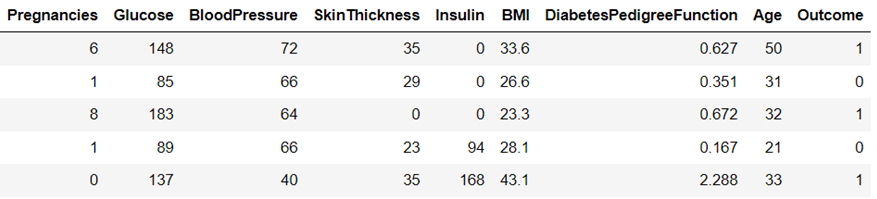 Pregnancies Glucose BloodPressure SkinThickness Insulin BMI DiabetesPedigreeFunction Age Outcome
6 148 72 35 0 33.6 0.627 50 1
1 85 66 29 0 26.6 0.351 31 0
8 183 64 0 0 23.3 0.672 32 1
1 89 66 23 94 28.1 0.167 21 0
0 137 40 35 168 43.1 2.288 33 1